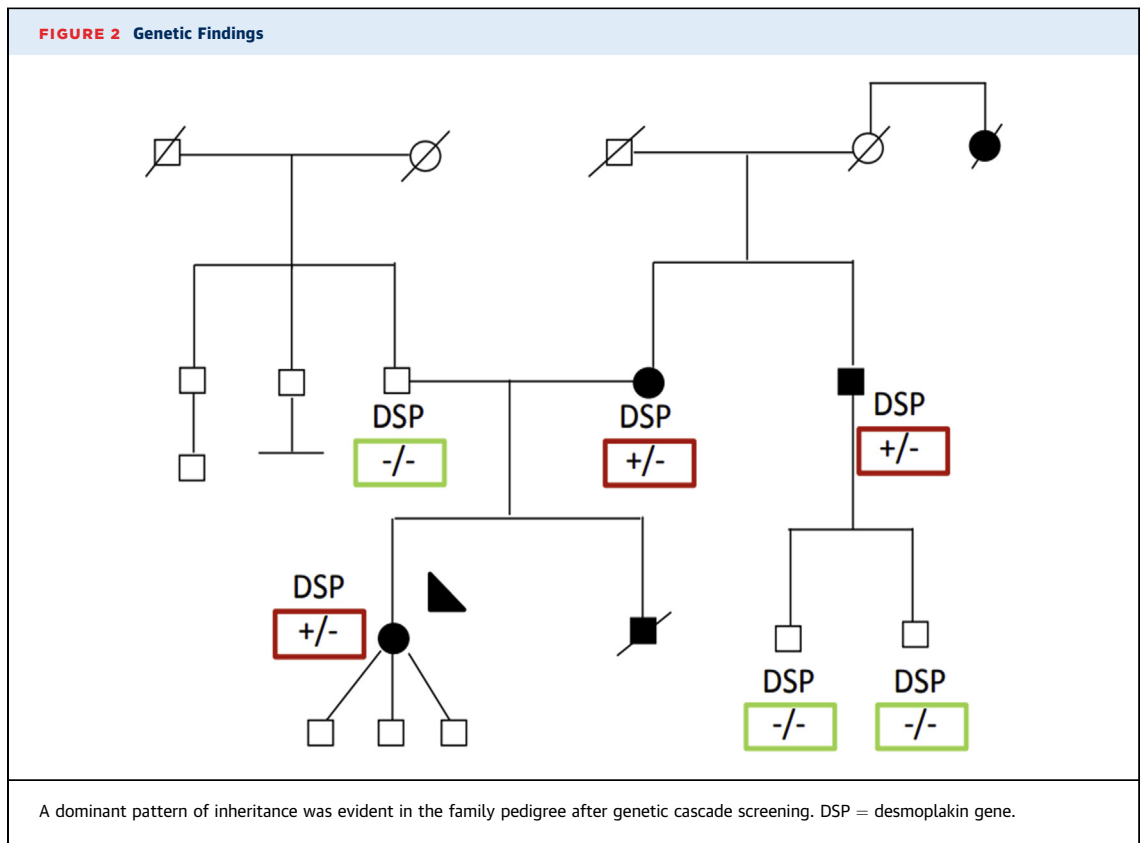 FIGURE 2 Genetic Findings
DSP
-/-
DSP
+/-
DSP
+/-
DSP
+/-
DSP
-/-
DSP
-/-
A dominant pattern of inheritance was evident in the family pedigree after genetic cascade screening. DSP = desmoplakin gene.